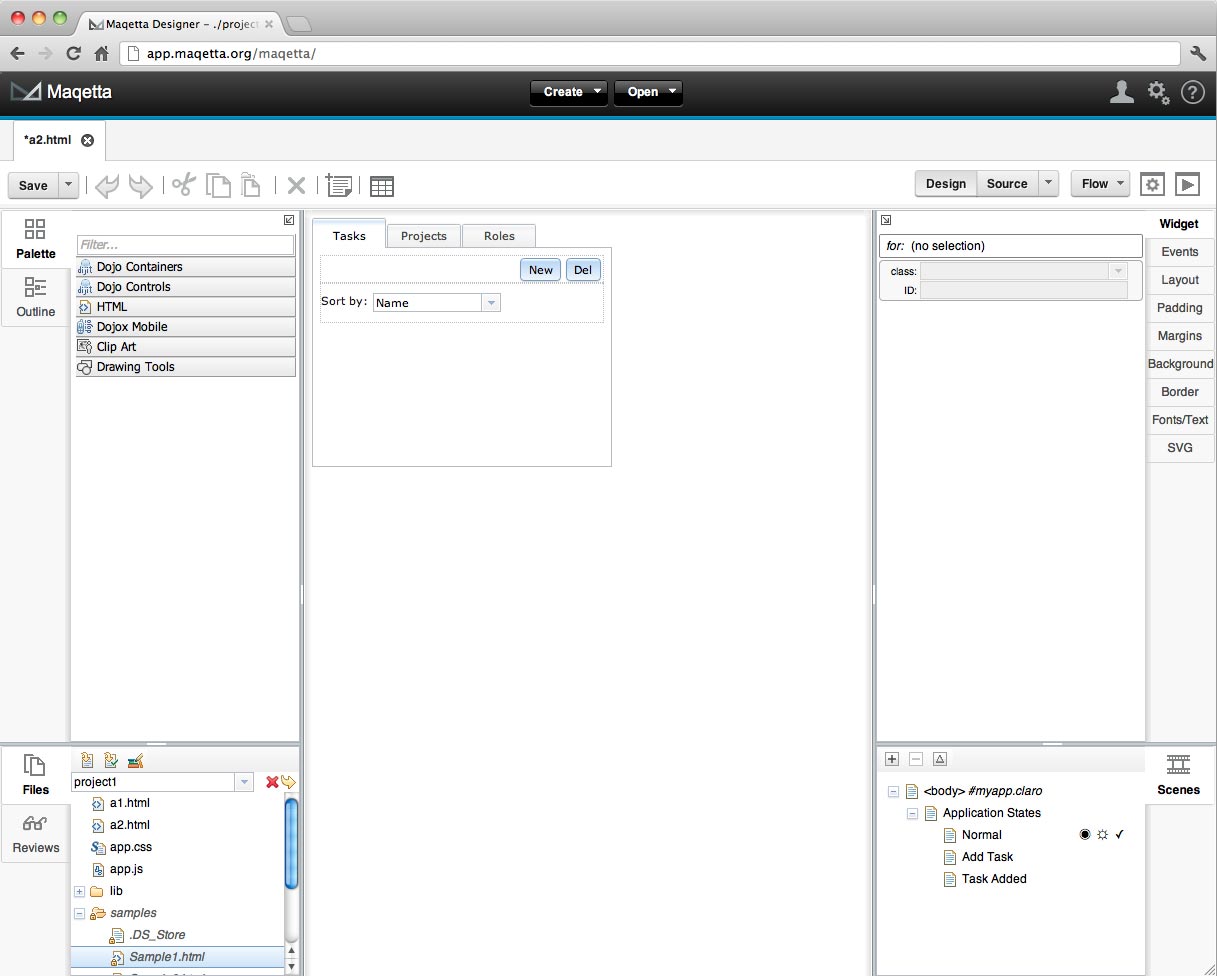 Maqetta Designer – ./project
app.maqetta.org/maqetta/
Maqetta
Create
Open
?
*a2.html
Save
Design
Source
Flow
Palette
Outline
Filter...
dijit Dojo Containers
dijit Dojo Controls
HTML
Dojox Mobile
Clip Art
Drawing Tools
Tasks
Projects
Roles
New
Del
Sort by:
Name
for: (no selection)
class:
ID:
Widget
Events
Layout
Padding
Margins
Background
Border
Fonts/Text
SVG
Files
Reviews
project1
a1.html
a2.html
app.css
app.js
lib
samples
.DS_Store
Sample1.html
<body> #myapp.claro
Application States
Normal
Add Task
Task Added
Scenes